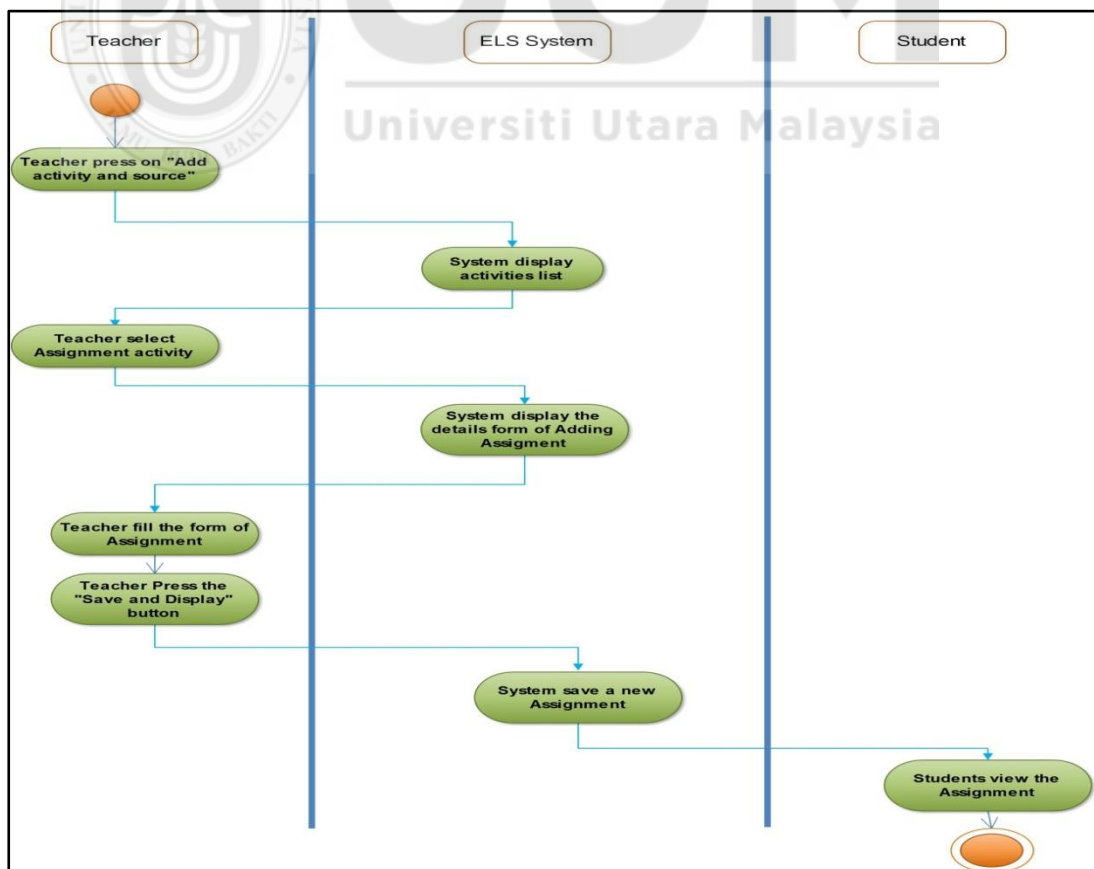 Teacher
ELS System
Student
Universiti Utara Malaysia
Teacher press on "Add
activity and source"
System display
activities list
Teacher select
Assignment activity
System display the
details form of Adding
Assigment
Teacher fill the form of
Assignment
Teacher Press the
"Save and Display"
button
System save a new
Assignment
Students view the
Assignment